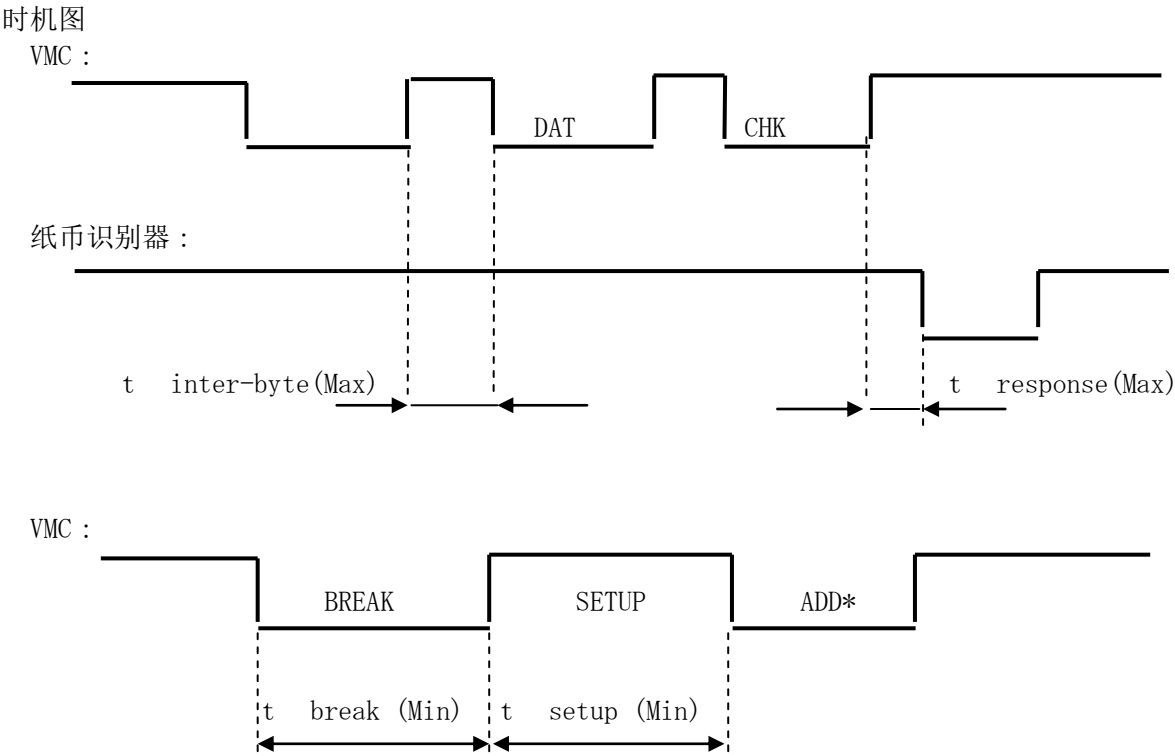 时机图
VMC：
DAT
CHK
纸币识别器：
t inter-byte(Max)
t response(Max)
VMC：
BREAK
SETUP
ADD*
t break (Min)
t setup (Min)